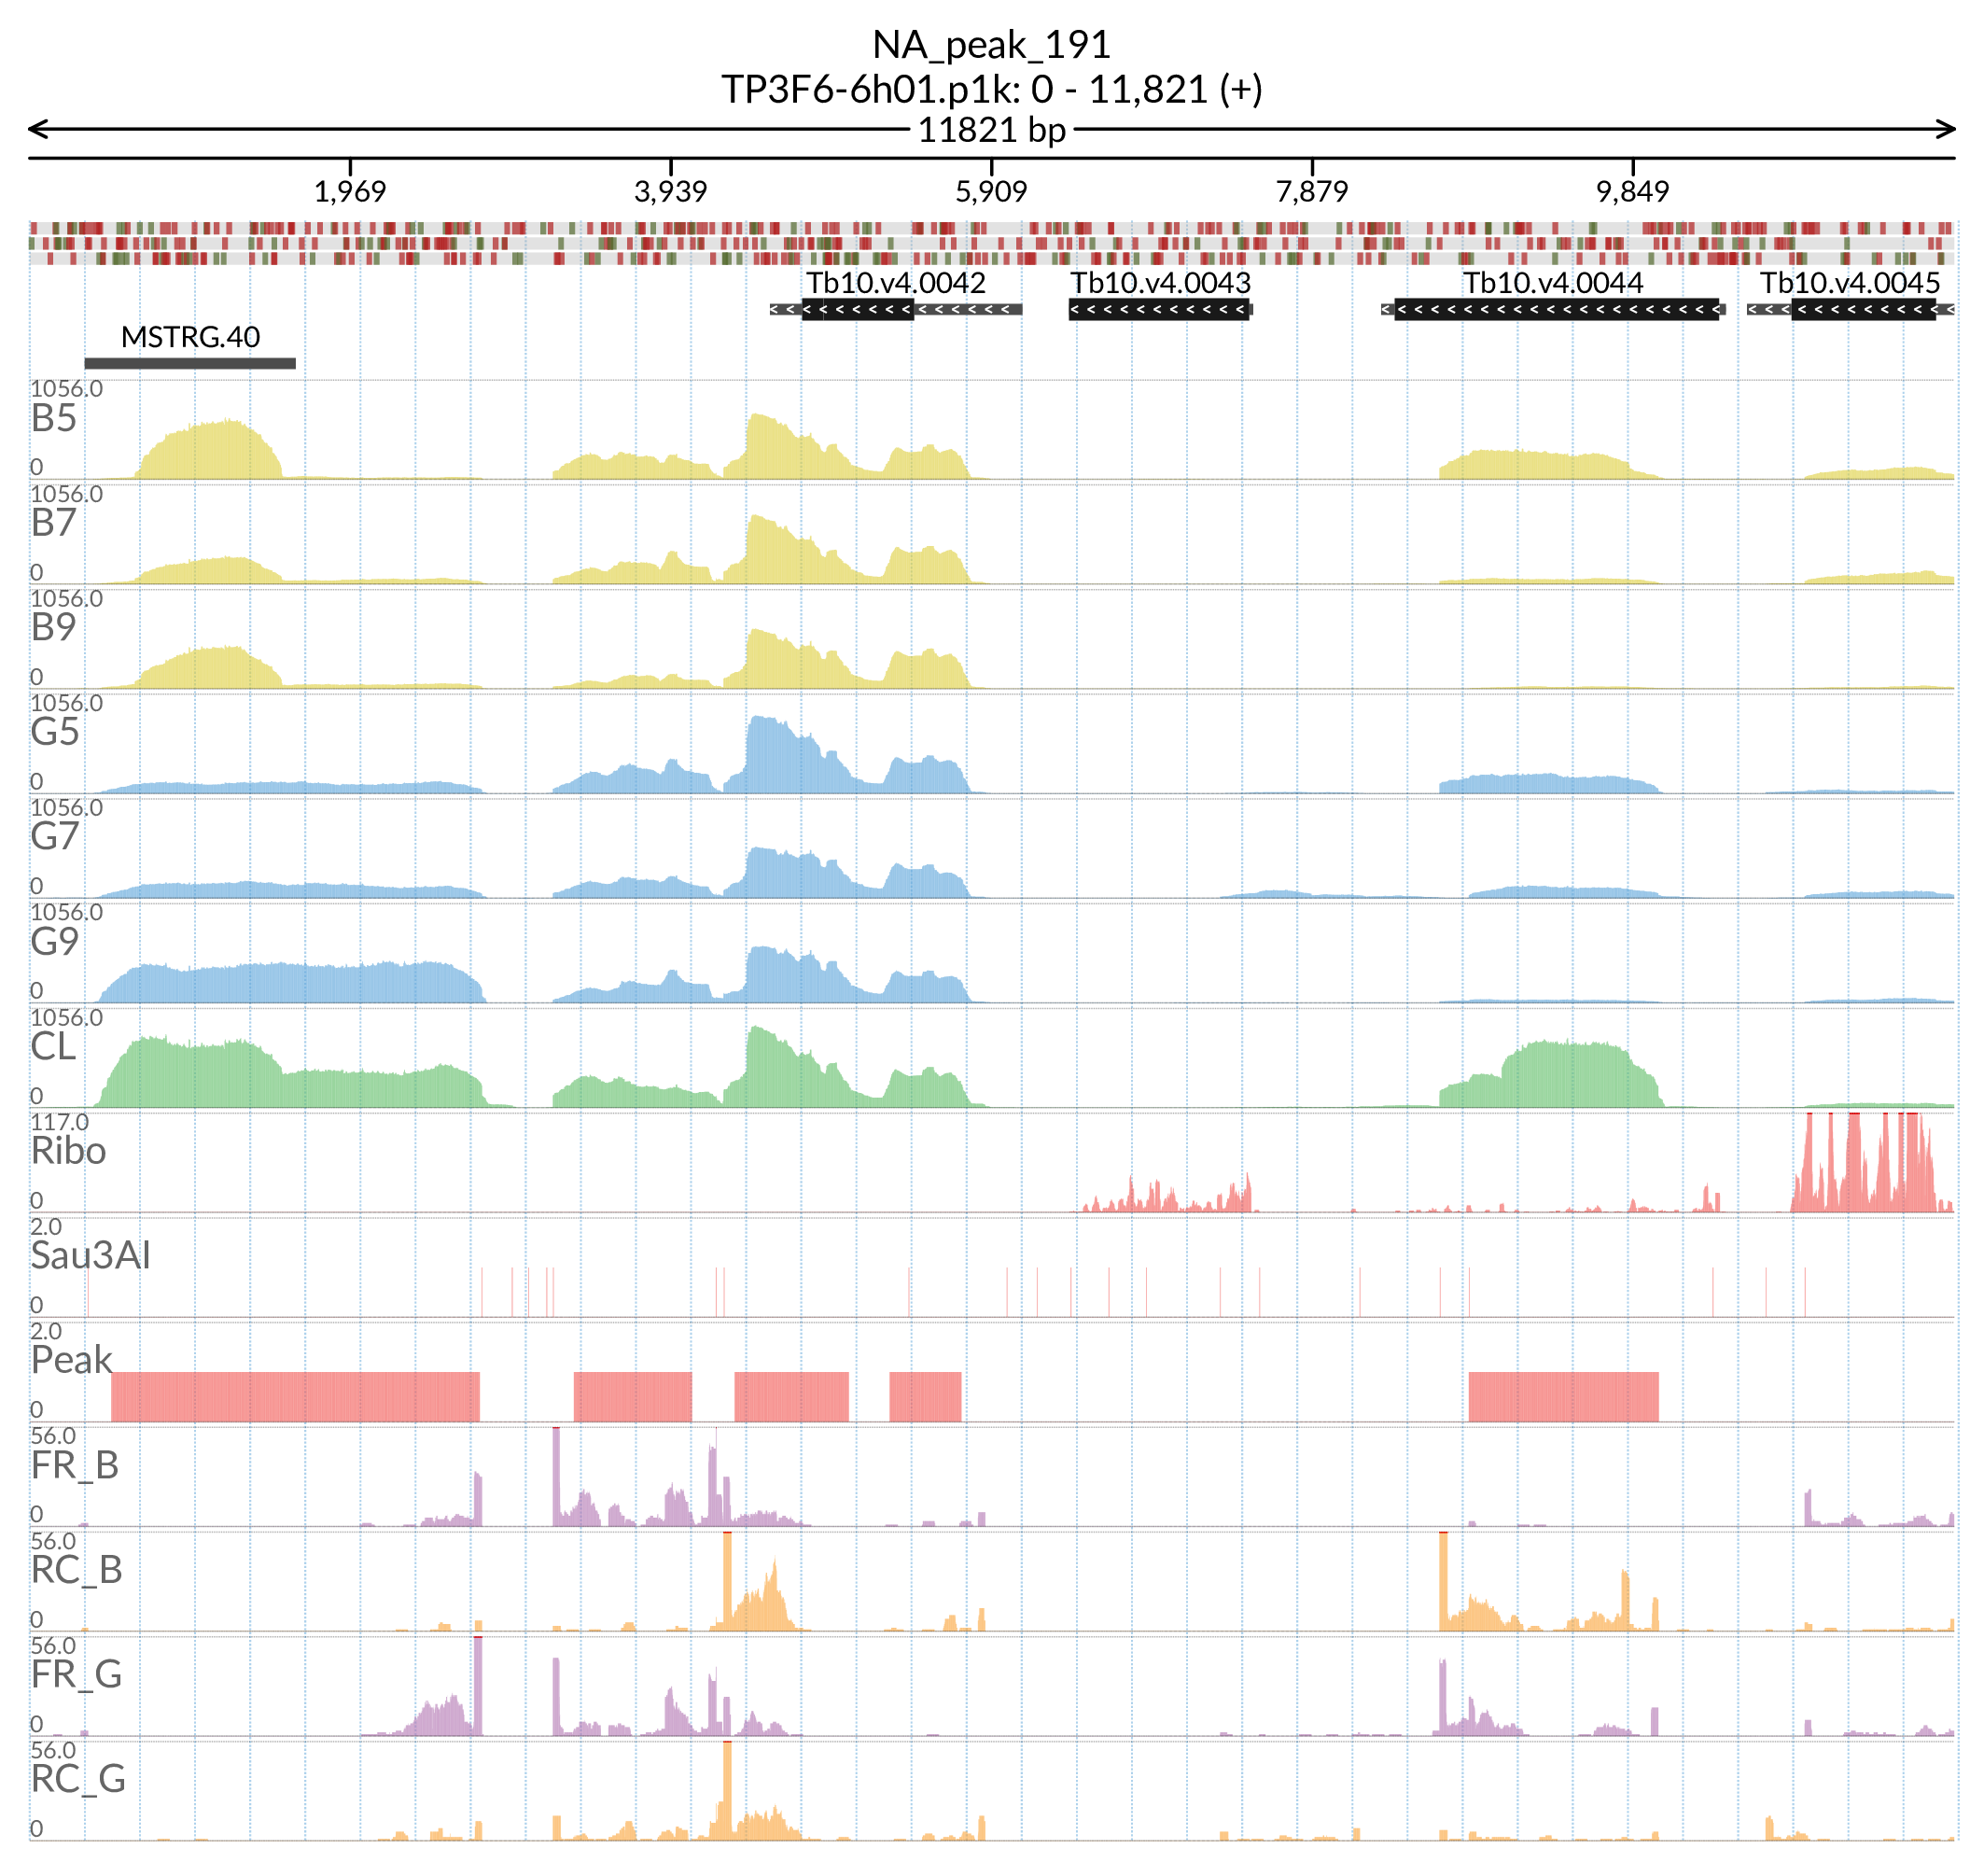 NA_peak_191
TP3F6-6h01.p1k: 0 - 11,821 (+)
11821 bp
1,969 3,939 5,909 7,879 9,849
Tb10.v4.0042 Tb10.v4.0043 Tb10.v4.0044 Tb10.v4.0045
MSTRG.40
1056.0
B5
0
1056.0
B7
0
1056.0
B9
0
1056.0
G5
0
1056.0
G7
0
1056.0
G9
0
1056.0
CL
0
117.0
Ribo
0
2.0
Sau3AI
0
2.0
Peak
0
56.0
FR_B
0
56.0
RC_B
0
56.0
FR_G
0
56.0
RC_G
0